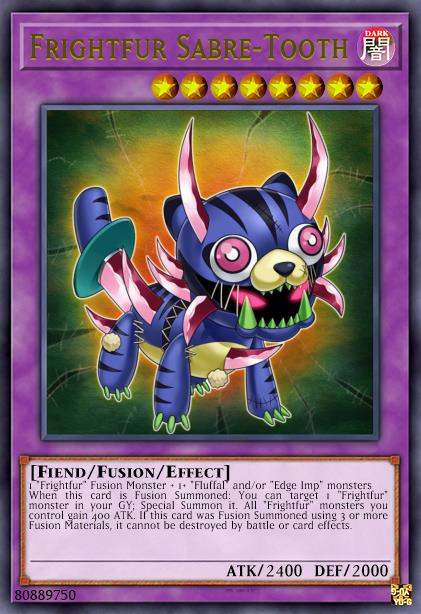 FRIGHTFUR SABRE-TOOTH
DARK
闇
[FIEND/FUSION/EFFECT]
1 "Frightfur" Fusion Monster + 1+ "Fluffal" and/or "Edge Imp" monsters
When this card is Fusion Summoned: You can target 1 "Frightfur"
monster in your GY; Special Summon it. All "Frightfur" monsters you
control gain 400 ATK. If this card was Fusion Summoned using 3 or more
Fusion Materials, it cannot be destroyed by battle or card effects.
ATK/2400 DEF/2000
80889750